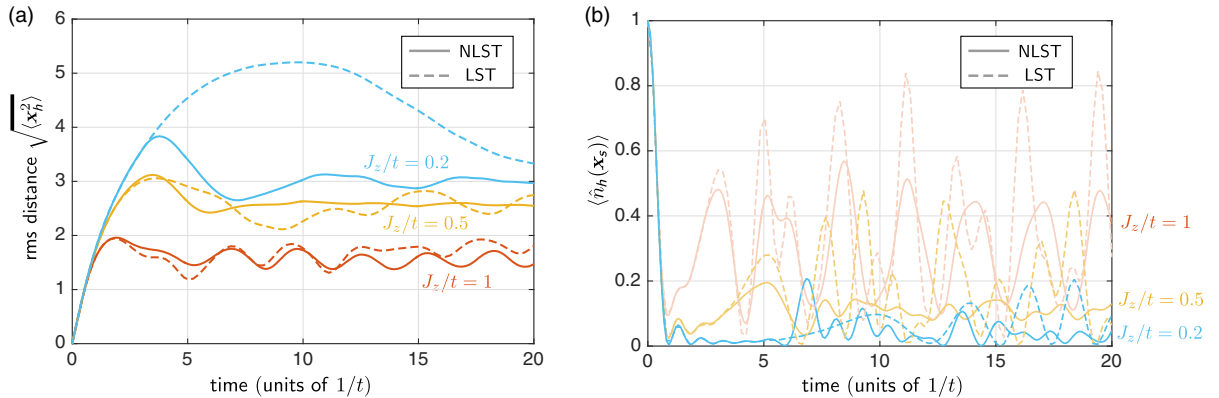 (a)
6
5
4
3
2
1
0
rms distance √⟨x_h^2⟩
NLST
LST
J_z/t = 0.2
J_z/t = 0.5
J_z/t = 1
0 5 10 15 20
time (units of 1/t)
(b)
1
0.8
0.6
0.4
0.2
0
⟨n̂_h(x_s)⟩
NLST
LST
J_z/t = 1
J_z/t = 0.5
J_z/t = 0.2
0 5 10 15 20
time (units of 1/t)